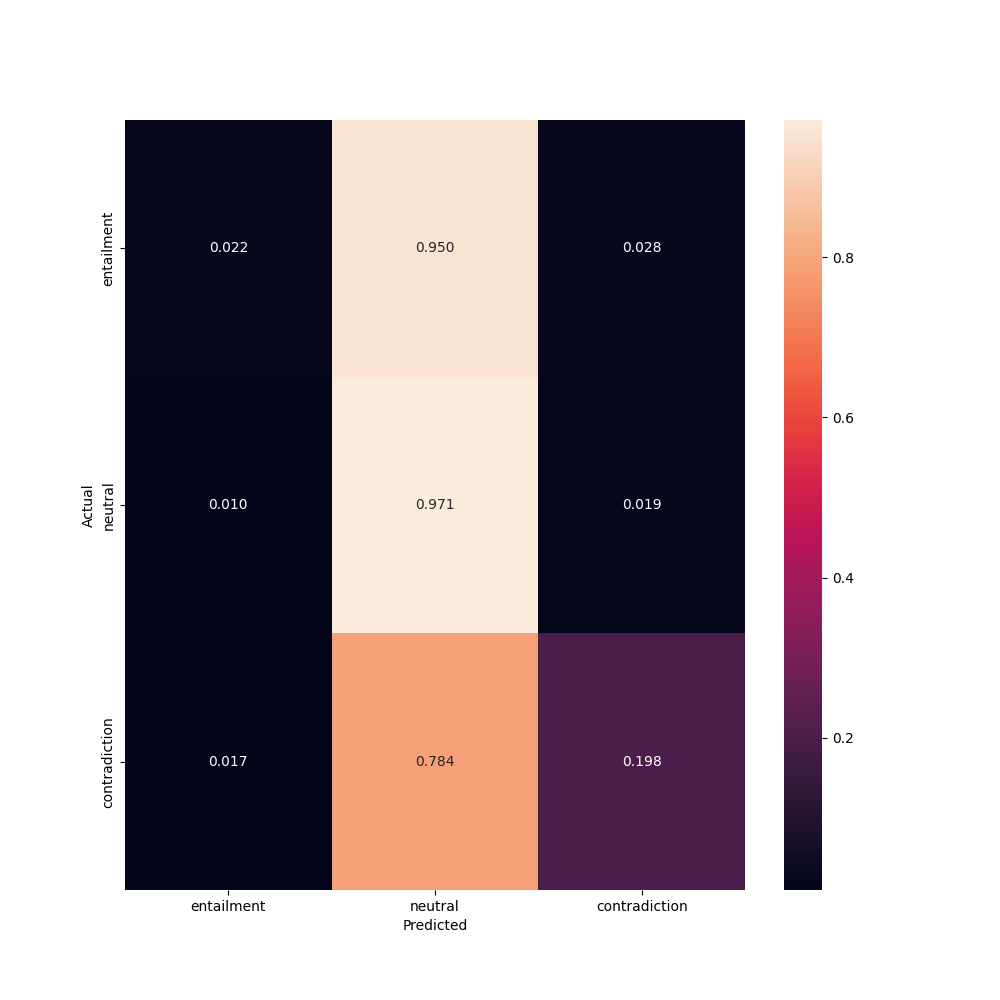 entailment
0.022
0.950
0.028
0.8
0.6
Actual
neutral
0.010
0.971
0.019
0.4
0.2
contradiction
0.017
0.784
0.198
entailment
neutral
contradiction
Predicted